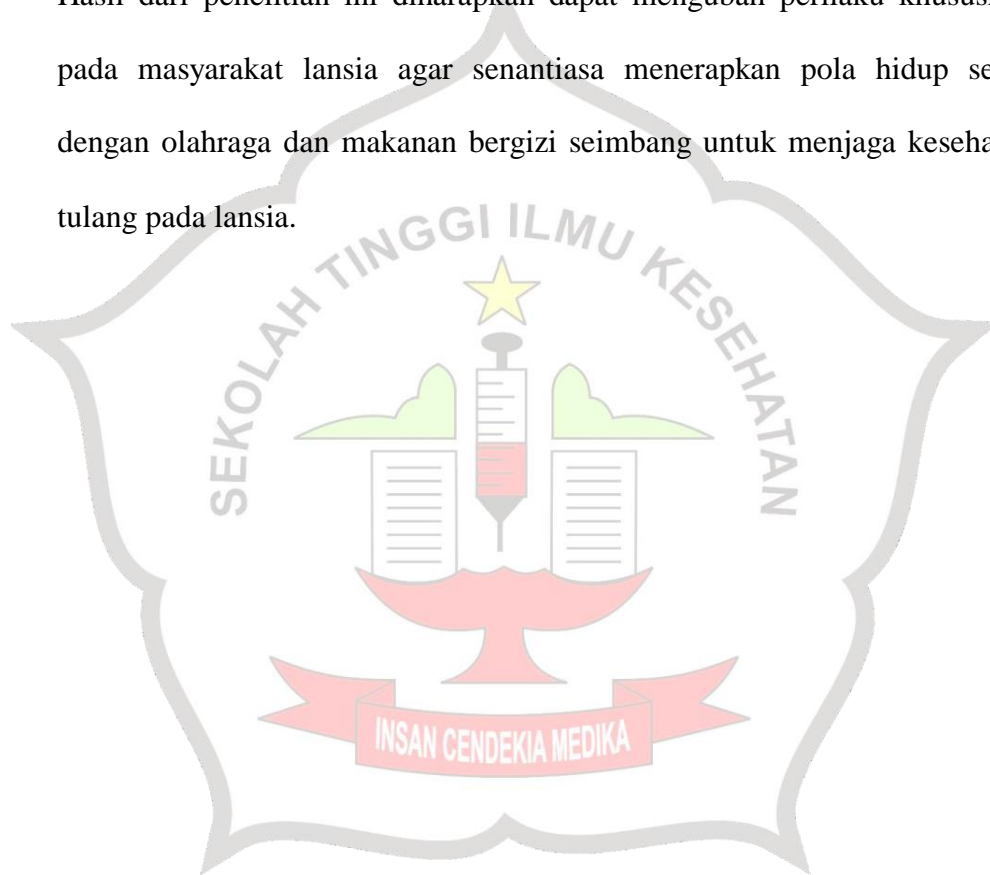 Hasil dari penelitian ini diharapkan dapat mengubah perilaku khusus
pada masyarakat lansia agar senantiasa menerapkan pola hidup se
dengan olahraga dan makanan bergizi seimbang untuk menjaga keseha
tulang pada lansia.
SEKOLAH TINGGI ILMU KESEHATAN
INSAN CENDEKIA MEDIKA